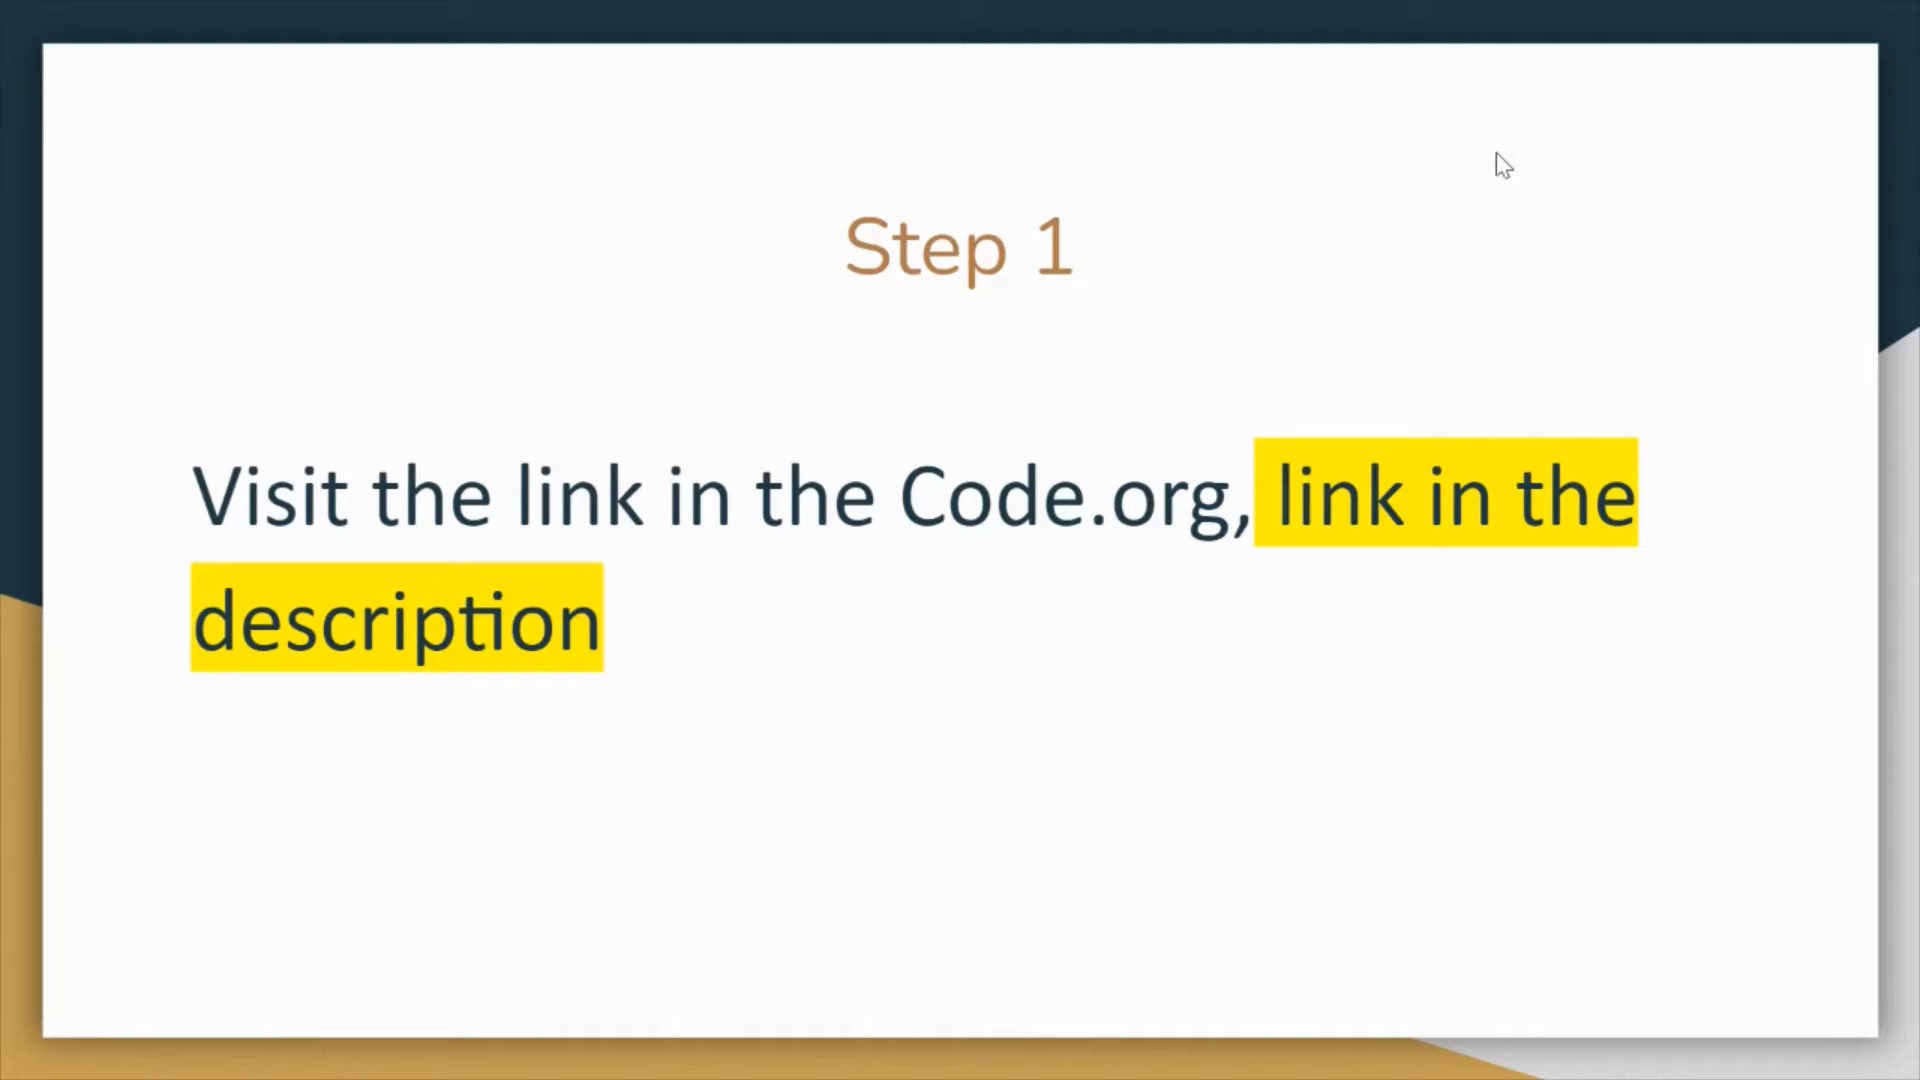 Step 1
Visit the link in the Code.org, link in the
description